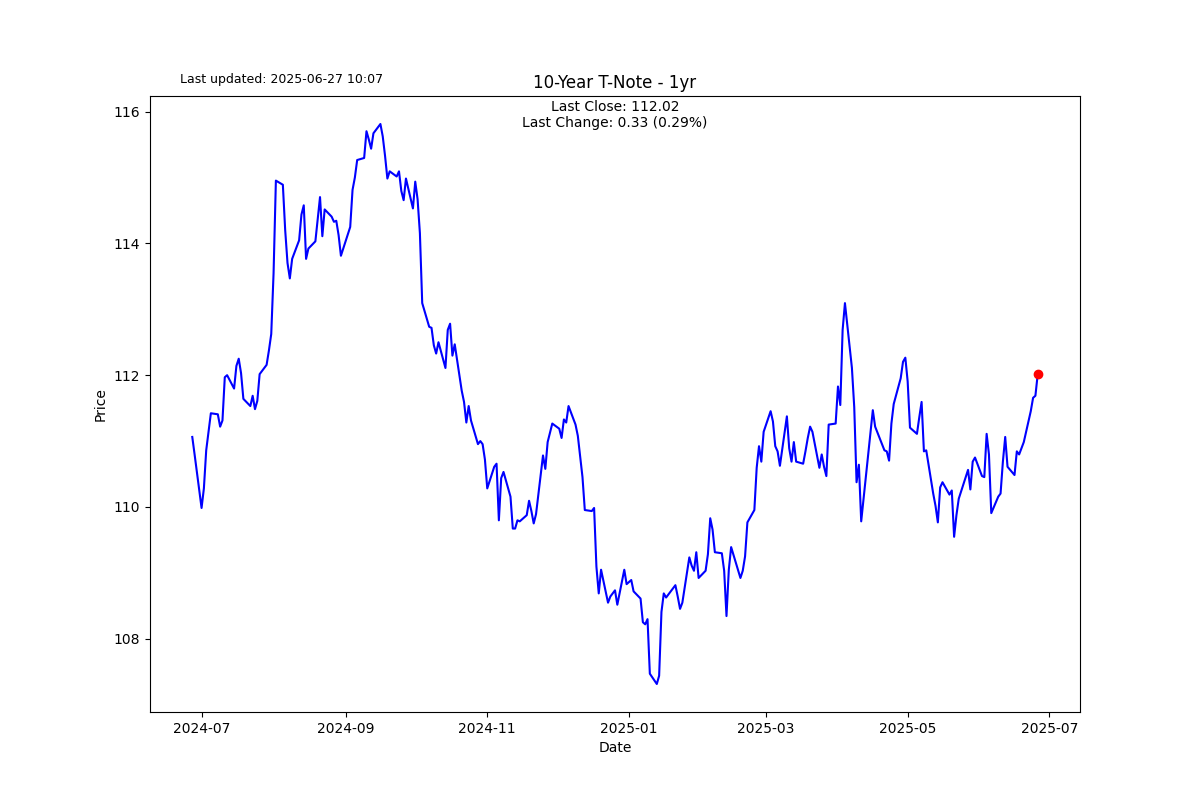 Last updated: 2025-06-27 10:07
10-Year T-Note - 1yr
Last Close: 112.02
Last Change: 0.33 (0.29%)
116
114
112
110
108
Price
2024-07
2024-09
2024-11
2025-01
2025-03
2025-05
2025-07
Date